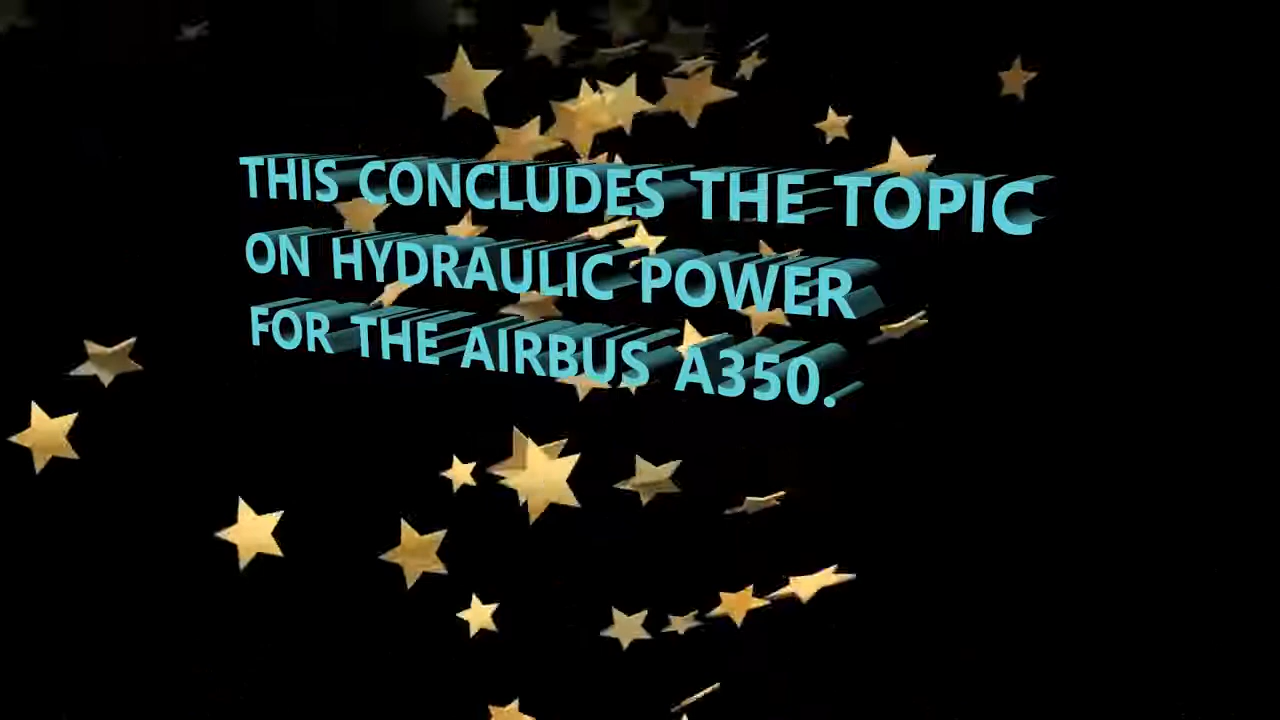 THIS CONCLUDES THE TOPIC
ON HYDRAULIC POWER
FOR THE AIRBUS A350.